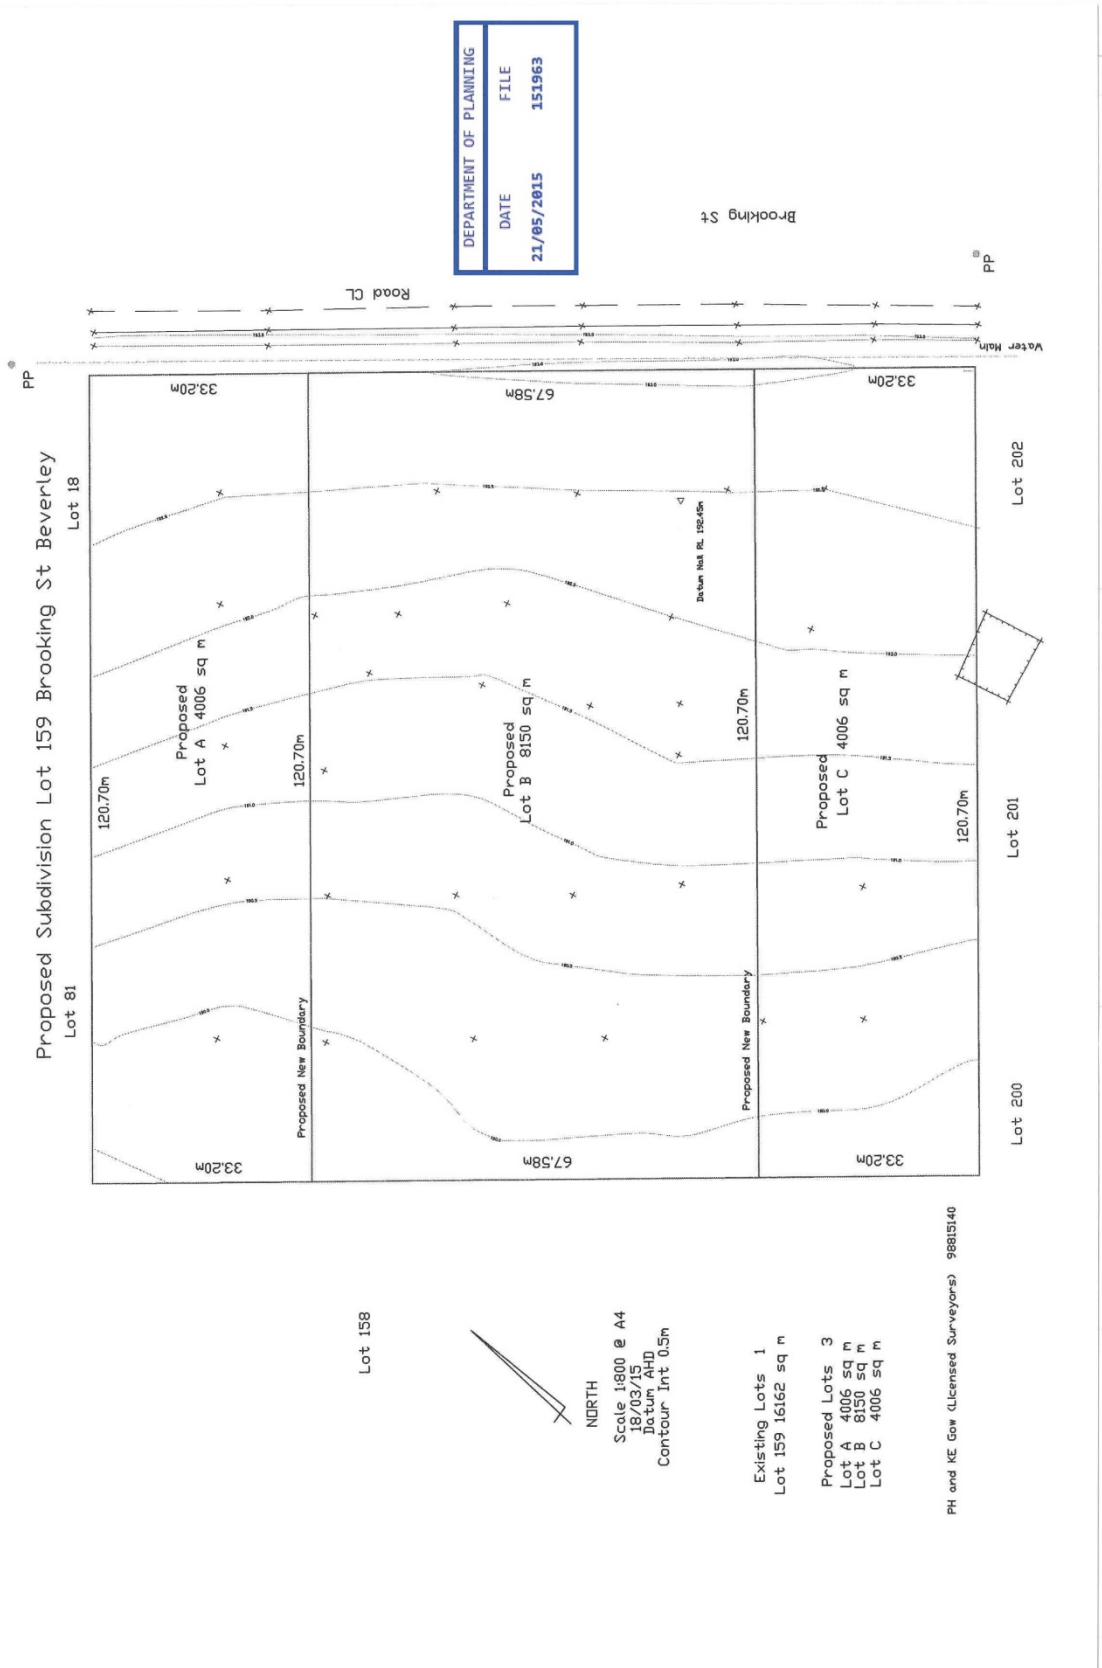 Proposed Subdivision Lot 159 Brooking St Beverley
Lot 81
Lot 18
PP
120.70m
33.20m
33.20m
Proposed
Lot A 4006 sq m
Proposed New Boundary
120.70m
Road CL
67.58m
67.58m
Proposed
Lot B 8150 sq m
Datum Nail RL 192.45m
Brooking St
Proposed New Boundary
120.70m
33.20m
33.20m
Proposed
Lot C 4006 sq m
120.70m
PP
Water Main
Lot 200
Lot 201
Lot 202
DEPARTMENT OF PLANNING
DATE FILE
21/05/2015 151963
Lot 158
NORTH
Scale 1:800 @ A4
18/03/15
Datum AHD
Contour Int 0.5m
Existing Lots 1
Lot 159 16162 sq m
Proposed Lots 3
Lot A 4006 sq m
Lot B 8150 sq m
Lot C 4006 sq m
PH and KE Gow (Licensed Surveyors) 98815140